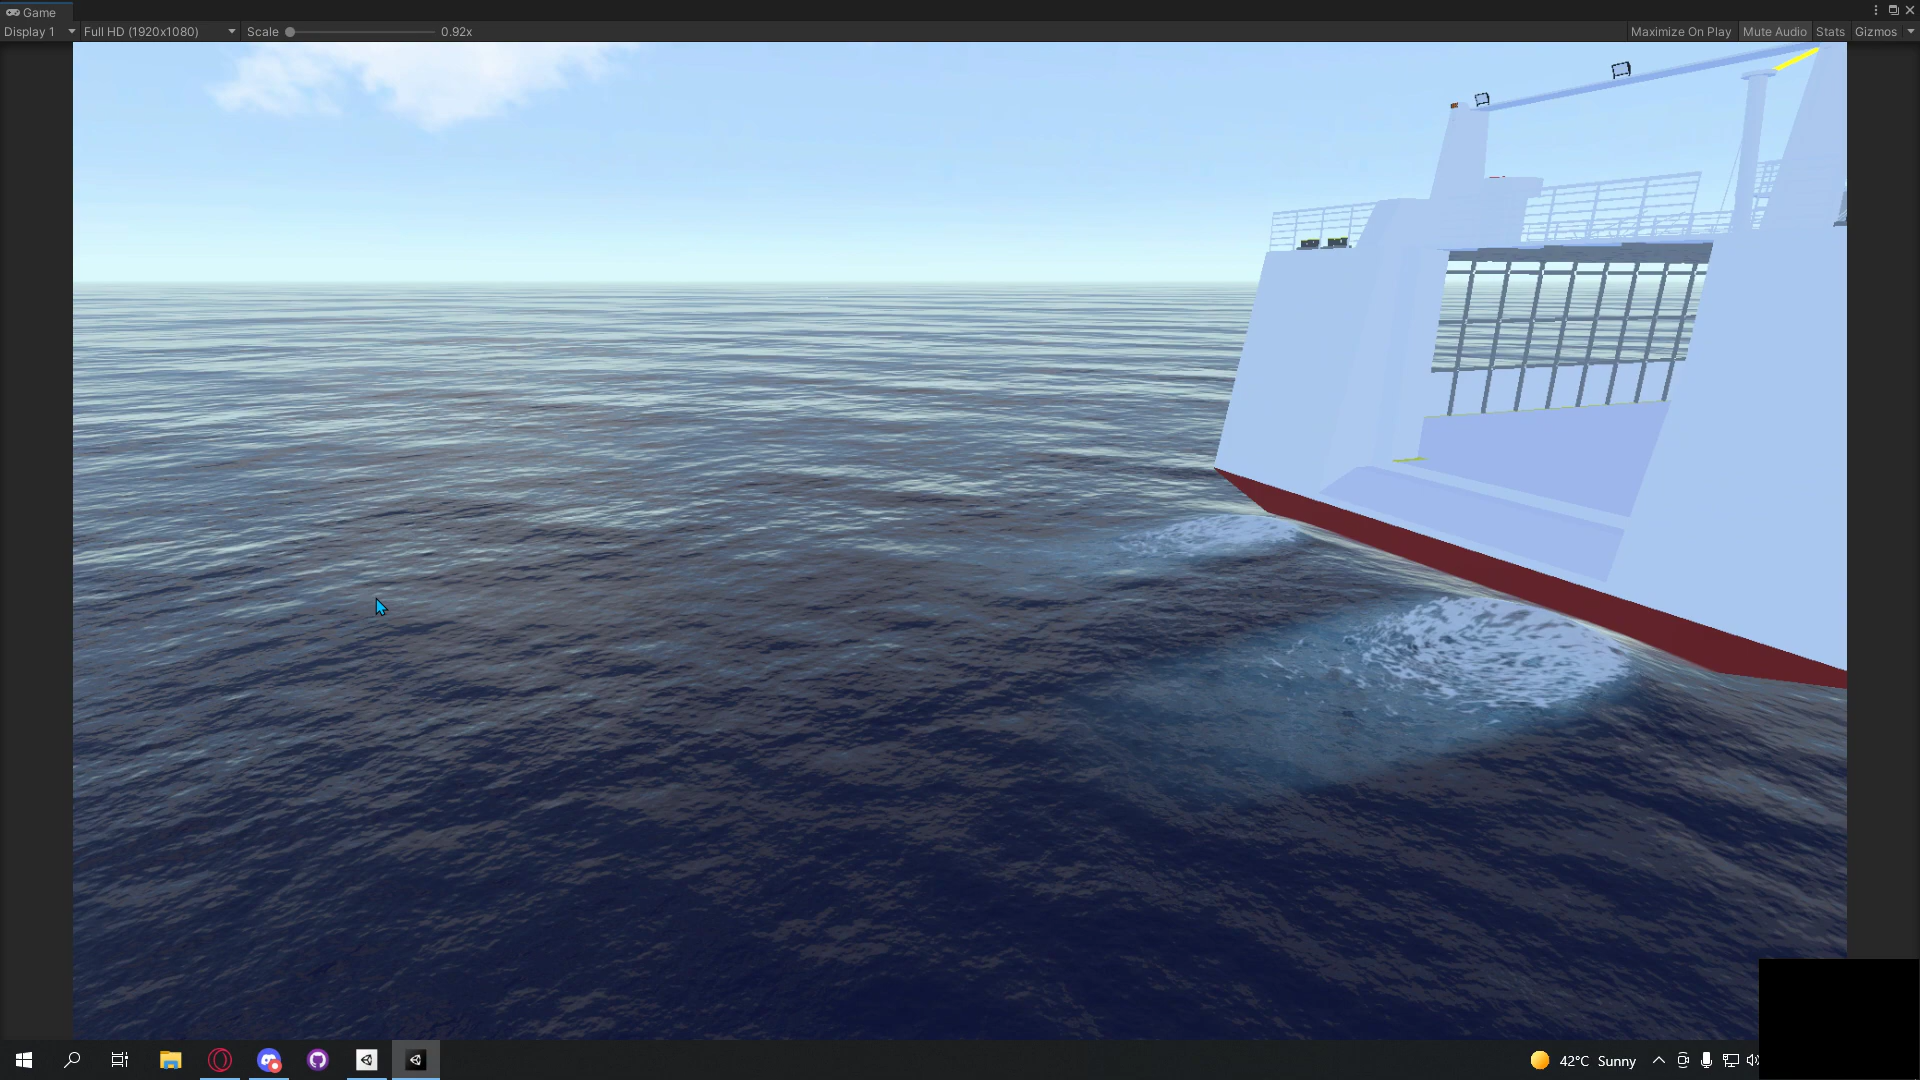 Game
Display 1 Full HD (1920x1080) Scale 0.92x Maximize On Play Mute Audio Stats Gizmos
42°C Sunny